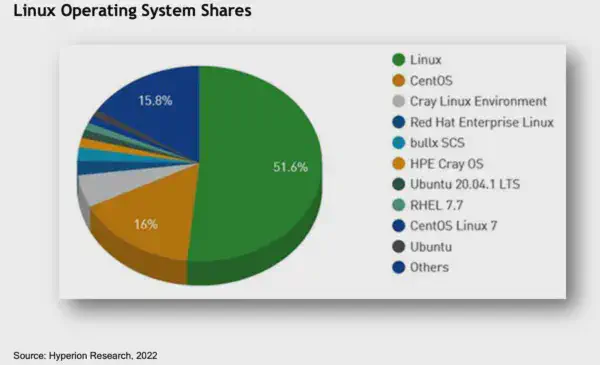 Linux Operating System Shares
15.8%
51.6%
16%
Linux
CentOS
Cray Linux Environment
Red Hat Enterprise Linux
bullx SCS
HPE Cray OS
Ubuntu 20.04.1 LTS
RHEL 7.7
CentOS Linux 7
Ubuntu
Others
Source: Hyperion Research, 2022